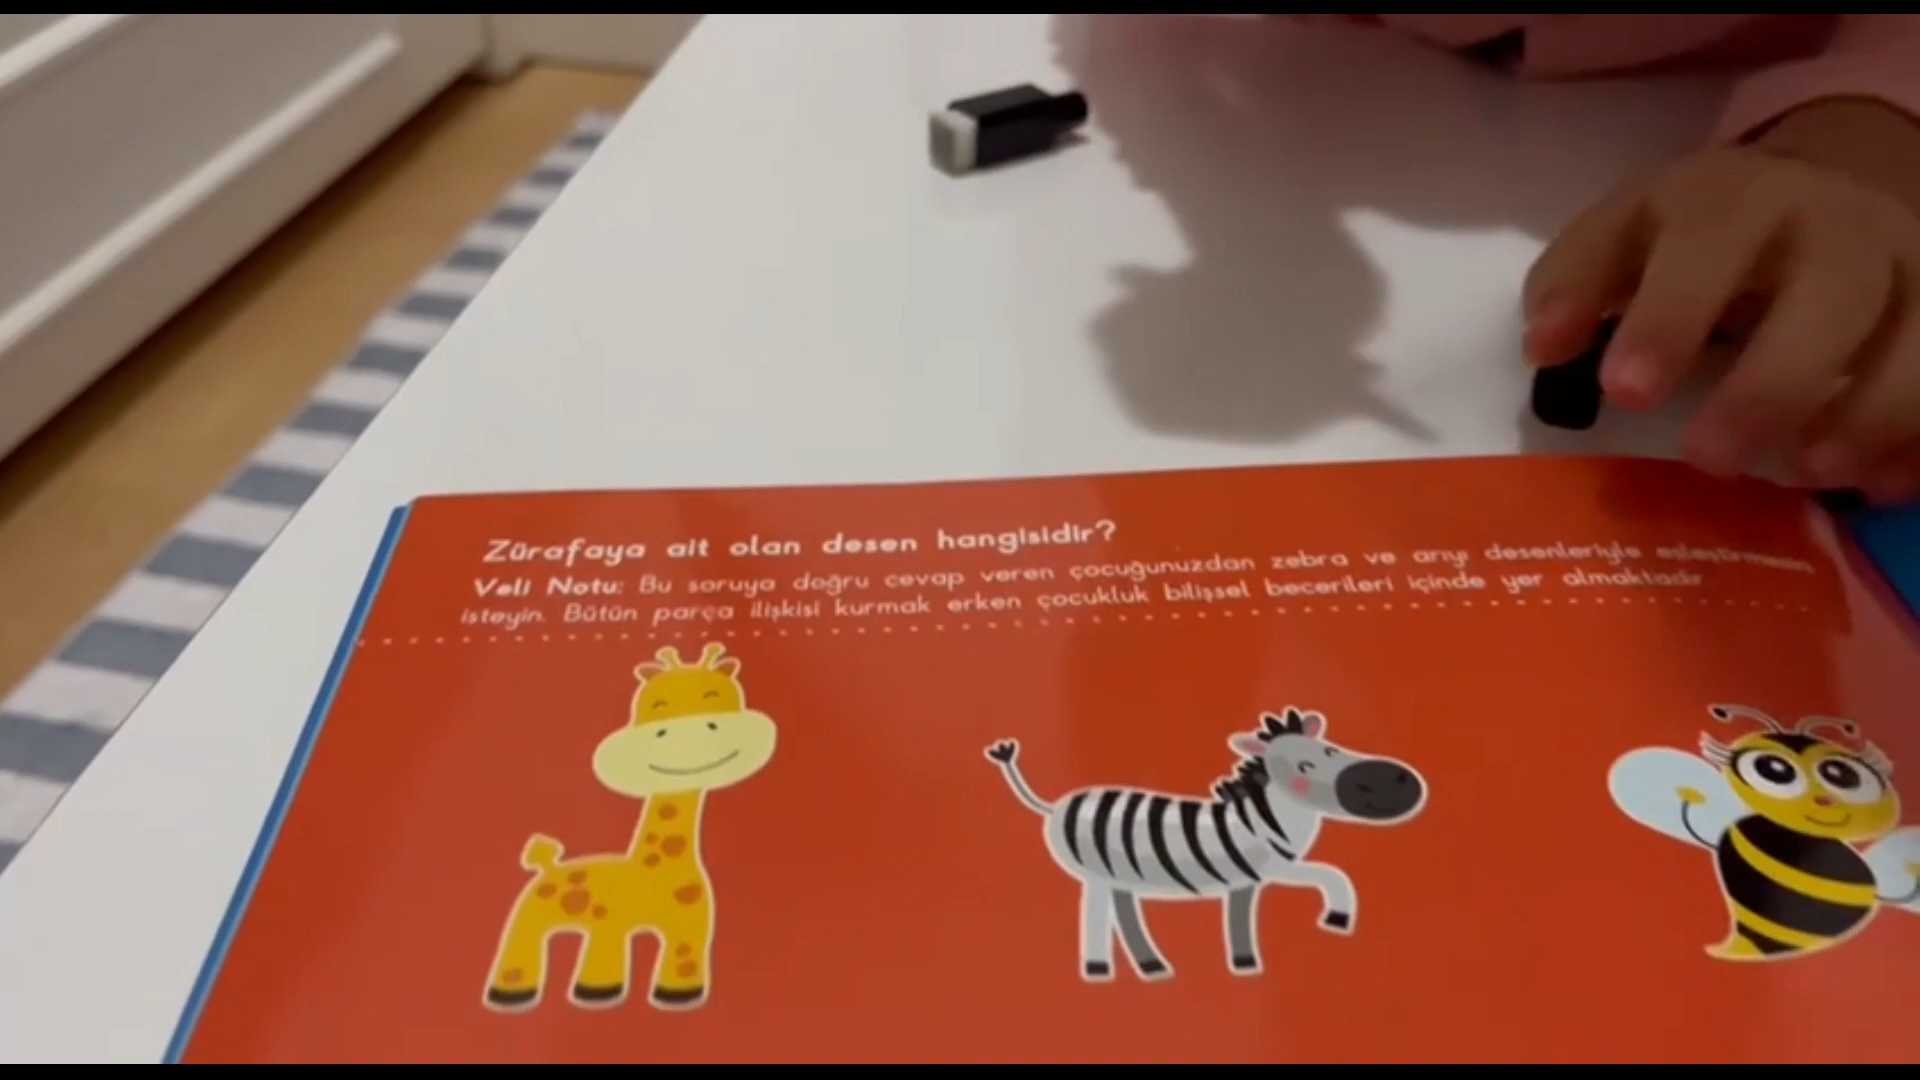 Zürafaya ait olan desen hangisidir?
Veli Notu: Bu soruya doğru cevap veren çocuğunuzdan zebra ve arıyı desenleriyle eşleştirmesini
isteyin. Bütün parça ilişkisi kurmak erken çocukluk bilişsel becerileri içinde yer almaktadır.